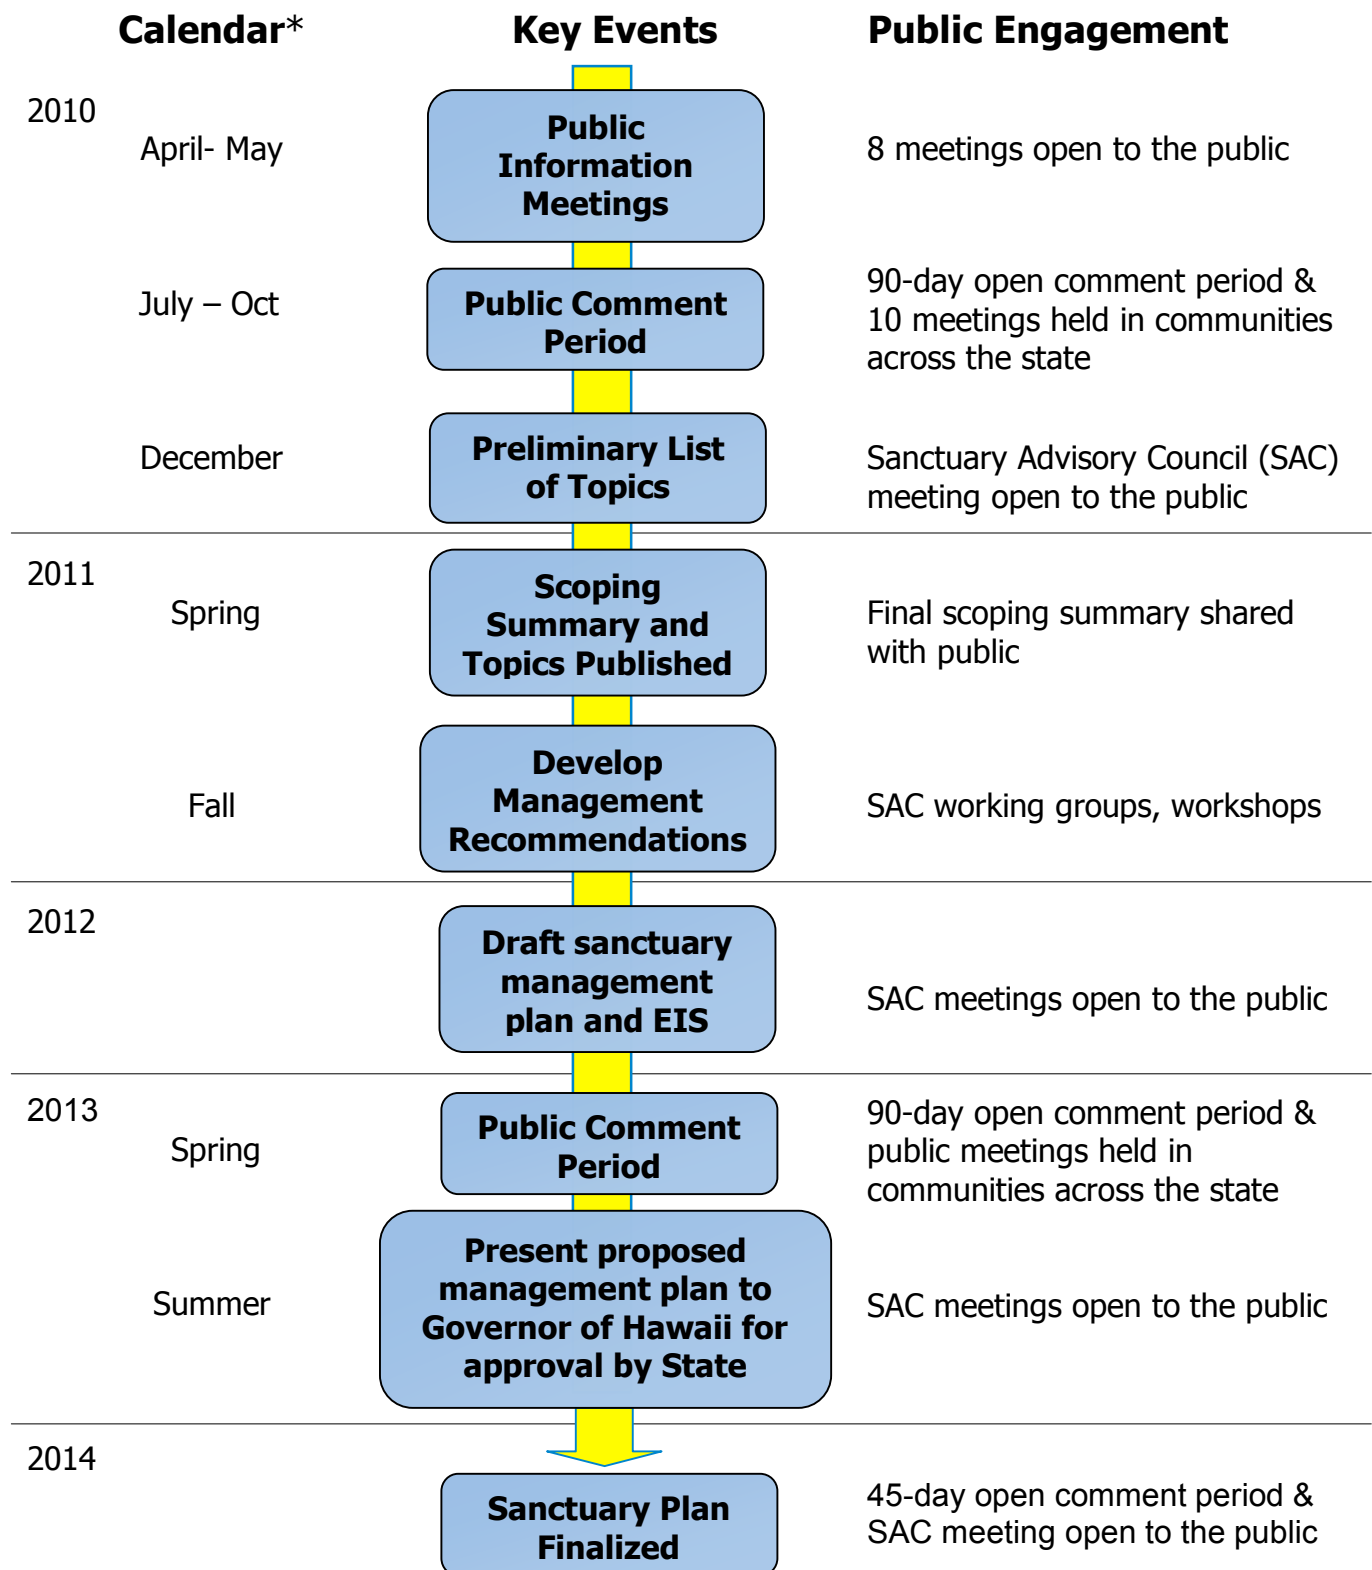 Calendar*
Key Events
Public Engagement
2010
April- May
Public
Information
Meetings
8 meetings open to the public
July – Oct
Public Comment
Period
90-day open comment period &
10 meetings held in communities
across the state
December
Preliminary List
of Topics
Sanctuary Advisory Council (SAC)
meeting open to the public
2011
Spring
Scoping
Summary and
Topics Published
Final scoping summary shared
with public
Fall
Develop
Management
Recommendations
SAC working groups, workshops
2012
Draft sanctuary
management
plan and EIS
SAC meetings open to the public
2013
Spring
Public Comment
Period
90-day open comment period &
public meetings held in
communities across the state
Summer
Present proposed
management plan to
Governor of Hawaii for
approval by State
SAC meetings open to the public
2014
Sanctuary Plan
Finalized
45-day open comment period &
SAC meeting open to the public